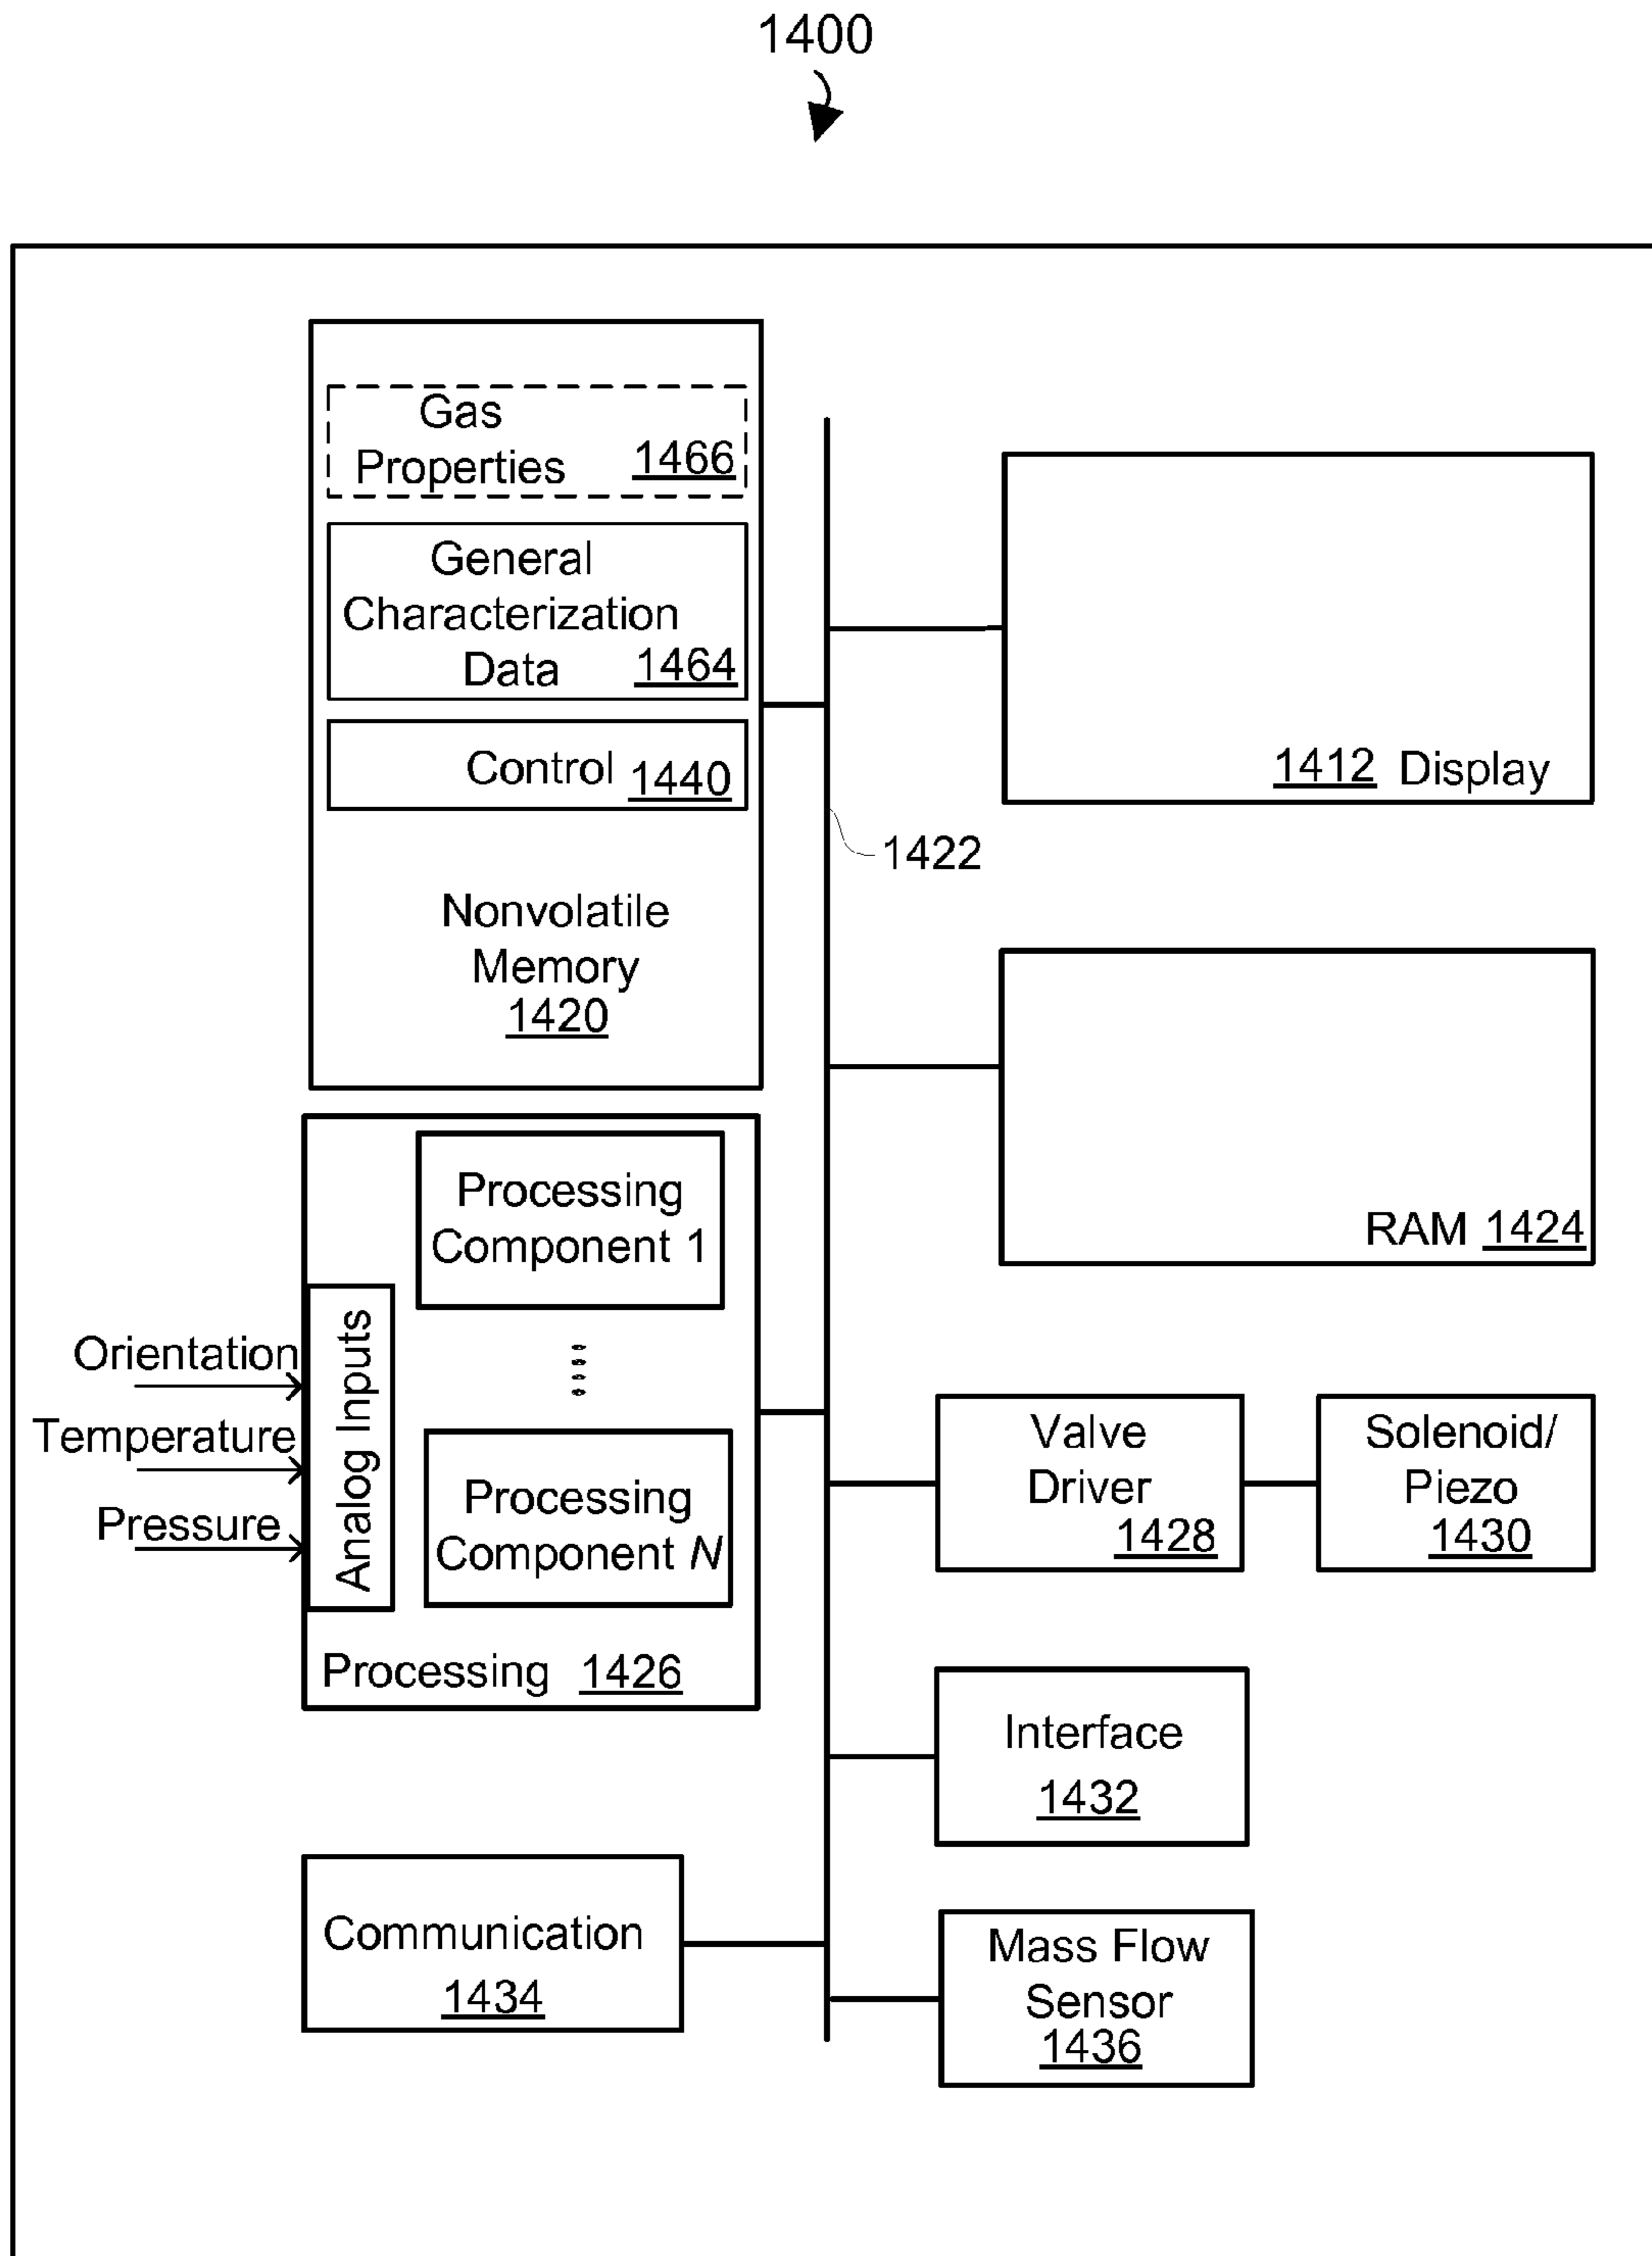 1400
Gas
Properties 1466
General
Characterization
Data 1464
Control 1440
Nonvolatile
Memory
1420
1412 Display
1422
RAM 1424
Processing
Component 1
Orientation
Temperature
Pressure
Analog Inputs
Processing
Component N
Processing 1426
Valve
Driver
1428
Solenoid/
Piezo
1430
Interface
1432
Communication
1434
Mass Flow
Sensor
1436